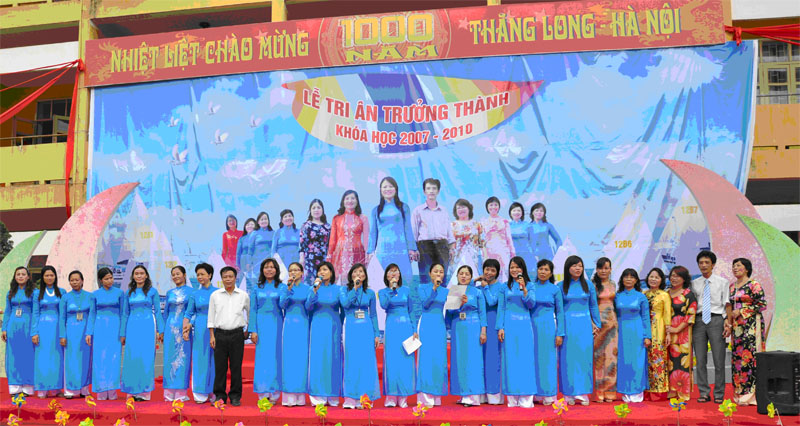 NHIỆT LIỆT CHÀO MỪNG 1000 NĂM THĂNG LONG - HÀ NỘI
LỄ TRI ÂN TRƯỞNG THÀNH
KHÓA HỌC 2007 - 2010
12B6